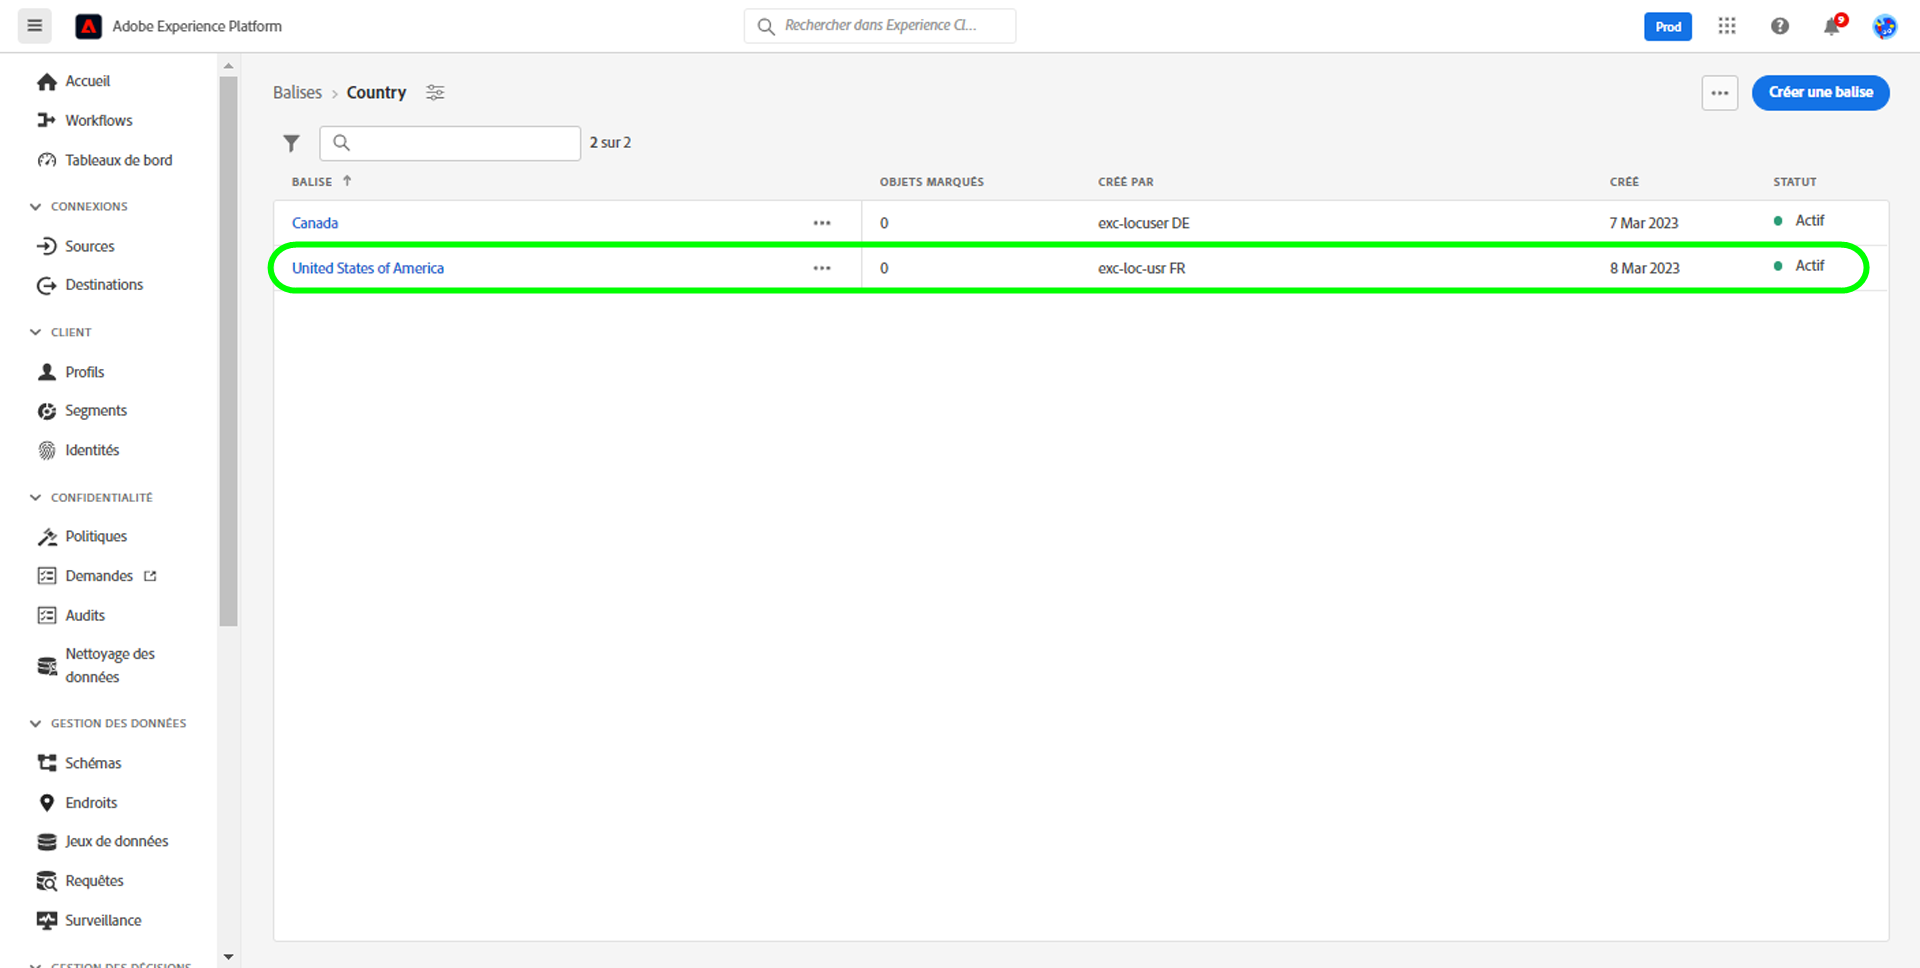 Adobe Experience Platform
Rechercher dans Experience Cl...
Prod
9
Accueil
Workflows
Tableaux de bord
CONNEXIONS
Sources
Destinations
CLIENT
Profils
Segments
Identités
CONFIDENTIALITÉ
Politiques
Demandes
Audits
Nettoyage des
données
GESTION DES DONNÉES
Schémas
Endroits
Jeux de données
Requêtes
Surveillance
GESTION DES DÉCISIONS
Balises > Country
Créer une balise
2 sur 2
BALISE OBJETS MARQUÉS CRÉÉ PAR CRÉÉ STATUT
Canada 0 exc-locuser DE 7 Mar 2023 Actif
United States of America 0 exc-loc-usr FR 8 Mar 2023 Actif